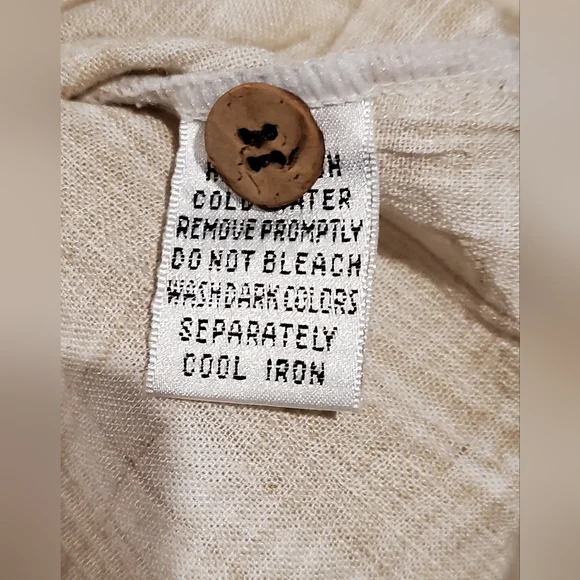 COLD WATER
REMOVE PROMPTLY
DO NOT BLEACH
WASH DARK COLORS
SEPARATELY
COOL IRON